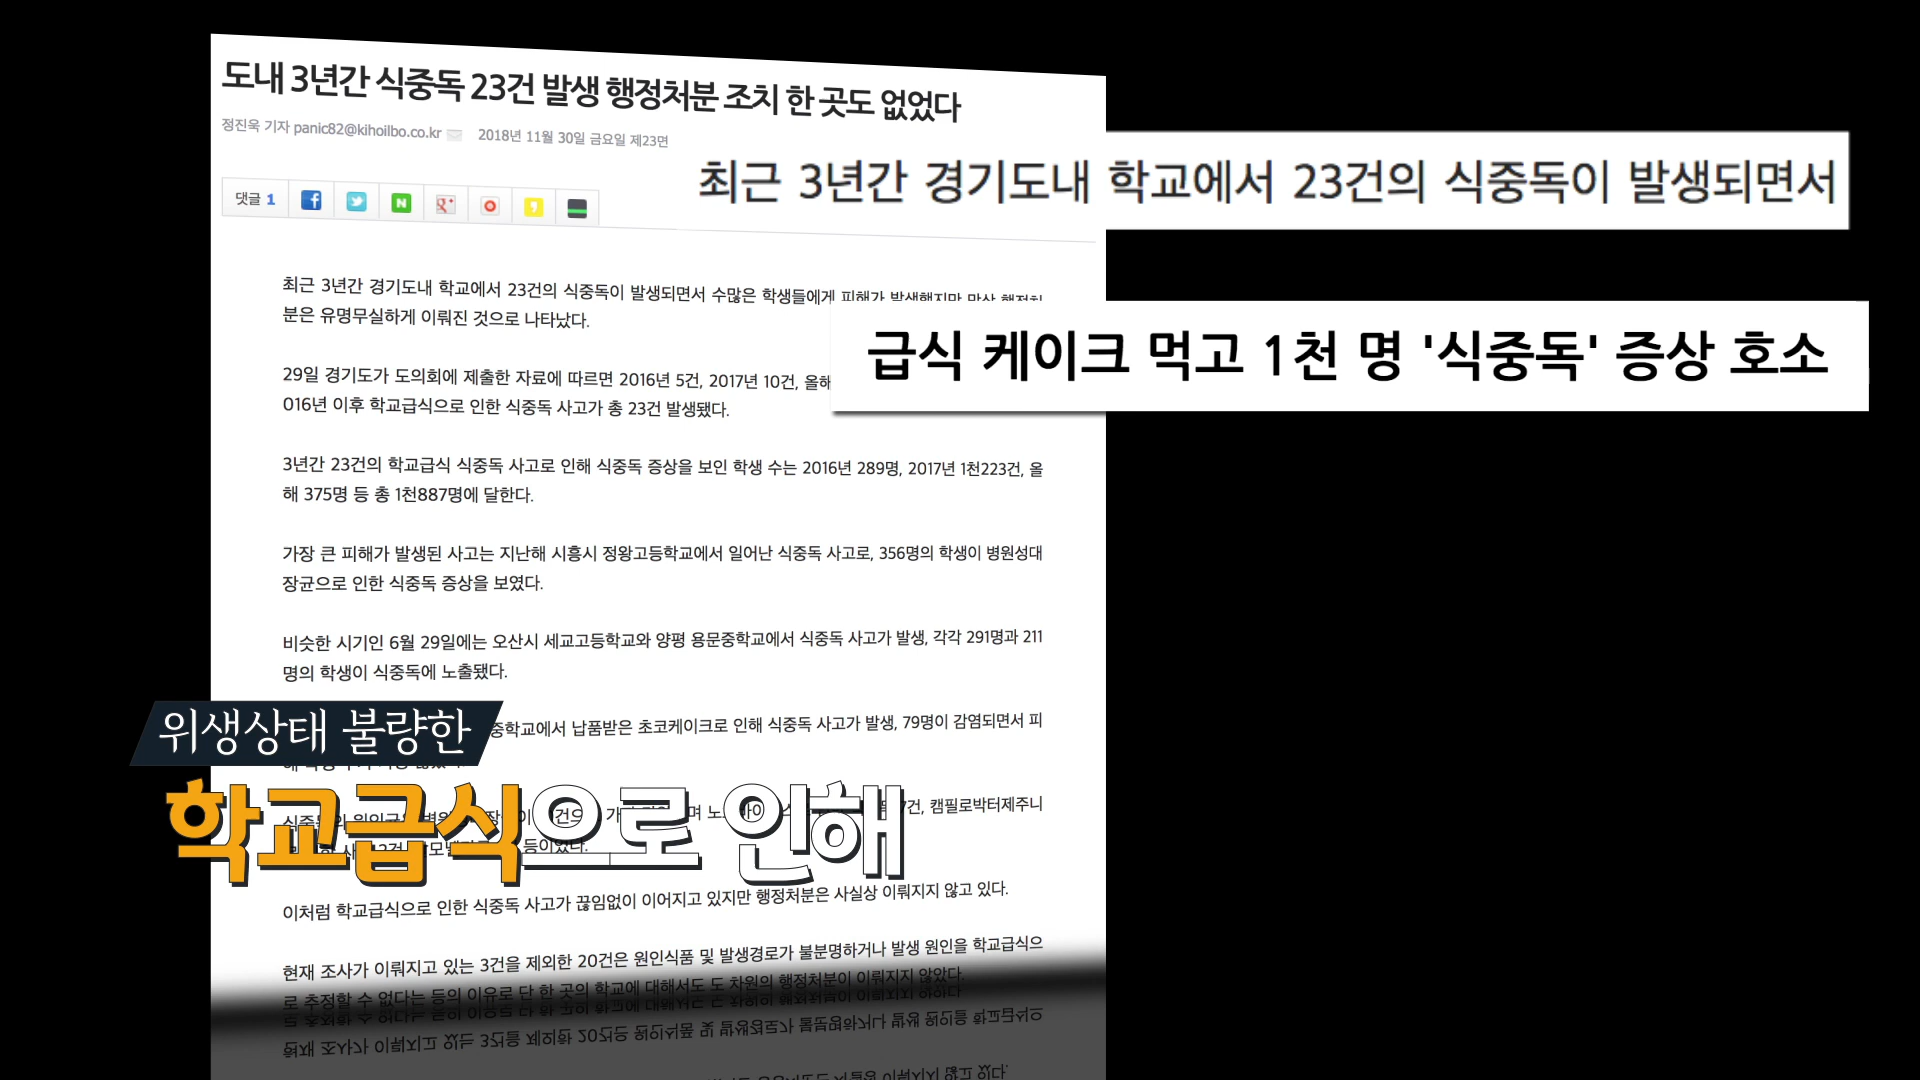 도내 3년간 식중독 23건 발생 행정처분 조치 한 곳도 없었다
정진욱 기자 panic82@kihoilbo.co.kr 2018년 11월 30일 금요일 제23면
댓글 1
최근 3년간 경기도내 학교에서 23건의 식중독이 발생되면서
최근 3년간 경기도내 학교에서 23건의 식중독이 발생되면서 수많은 학생들에게 피해가 발생했지만
분은 유명무실하게 이뤄진 것으로 나타났다.
급식 케이크 먹고 1천 명 '식중독' 증상 호소
29일 경기도가 도의회에 제출한 자료에 따르면 2016년 5건, 2017년 10건, 올해
016년 이후 학교급식으로 인한 식중독 사고가 총 23건 발생됐다.
3년간 23건의 학교급식 식중독 사고로 인해 식중독 증상을 보인 학생 수는 2016년 289명, 2017년 1천223건, 올
해 375명 등 총 1천887명에 달한다.
가장 큰 피해가 발생된 사고는 지난해 시흥시 정왕고등학교에서 일어난 식중독 사고로, 356명의 학생이 병원성대
장균으로 인한 식중독 증상을 보였다.
비슷한 시기인 6월 29일에는 오산시 세교고등학교와 양평 용문중학교에서 식중독 사고가 발생, 각각 291명과 211
명의 학생이 식중독에 노출됐다.
위생상태 불량한
중학교에서 납품받은 초코케이크로 인해 식중독 사고가 발생, 79명이 감염되면서 피
학교급식으로 인해
7건, 캠필로박터제주니
등이었다.
이처럼 학교급식으로 인한 식중독 사고가 끊임없이 이어지고 있지만 행정처분은 사실상 이뤄지지 않고 있다.
현재 조사가 이뤄지고 있는 3건을 제외한 20건은 원인식품 및 발생경로가 불분명하거나 발생 원인을 학교급식으
로 추정할 수 없다는 등의 이유로 단 한 곳의 학교에 대해서도 도 차원의 행정처분이 이뤄지지 않았다.